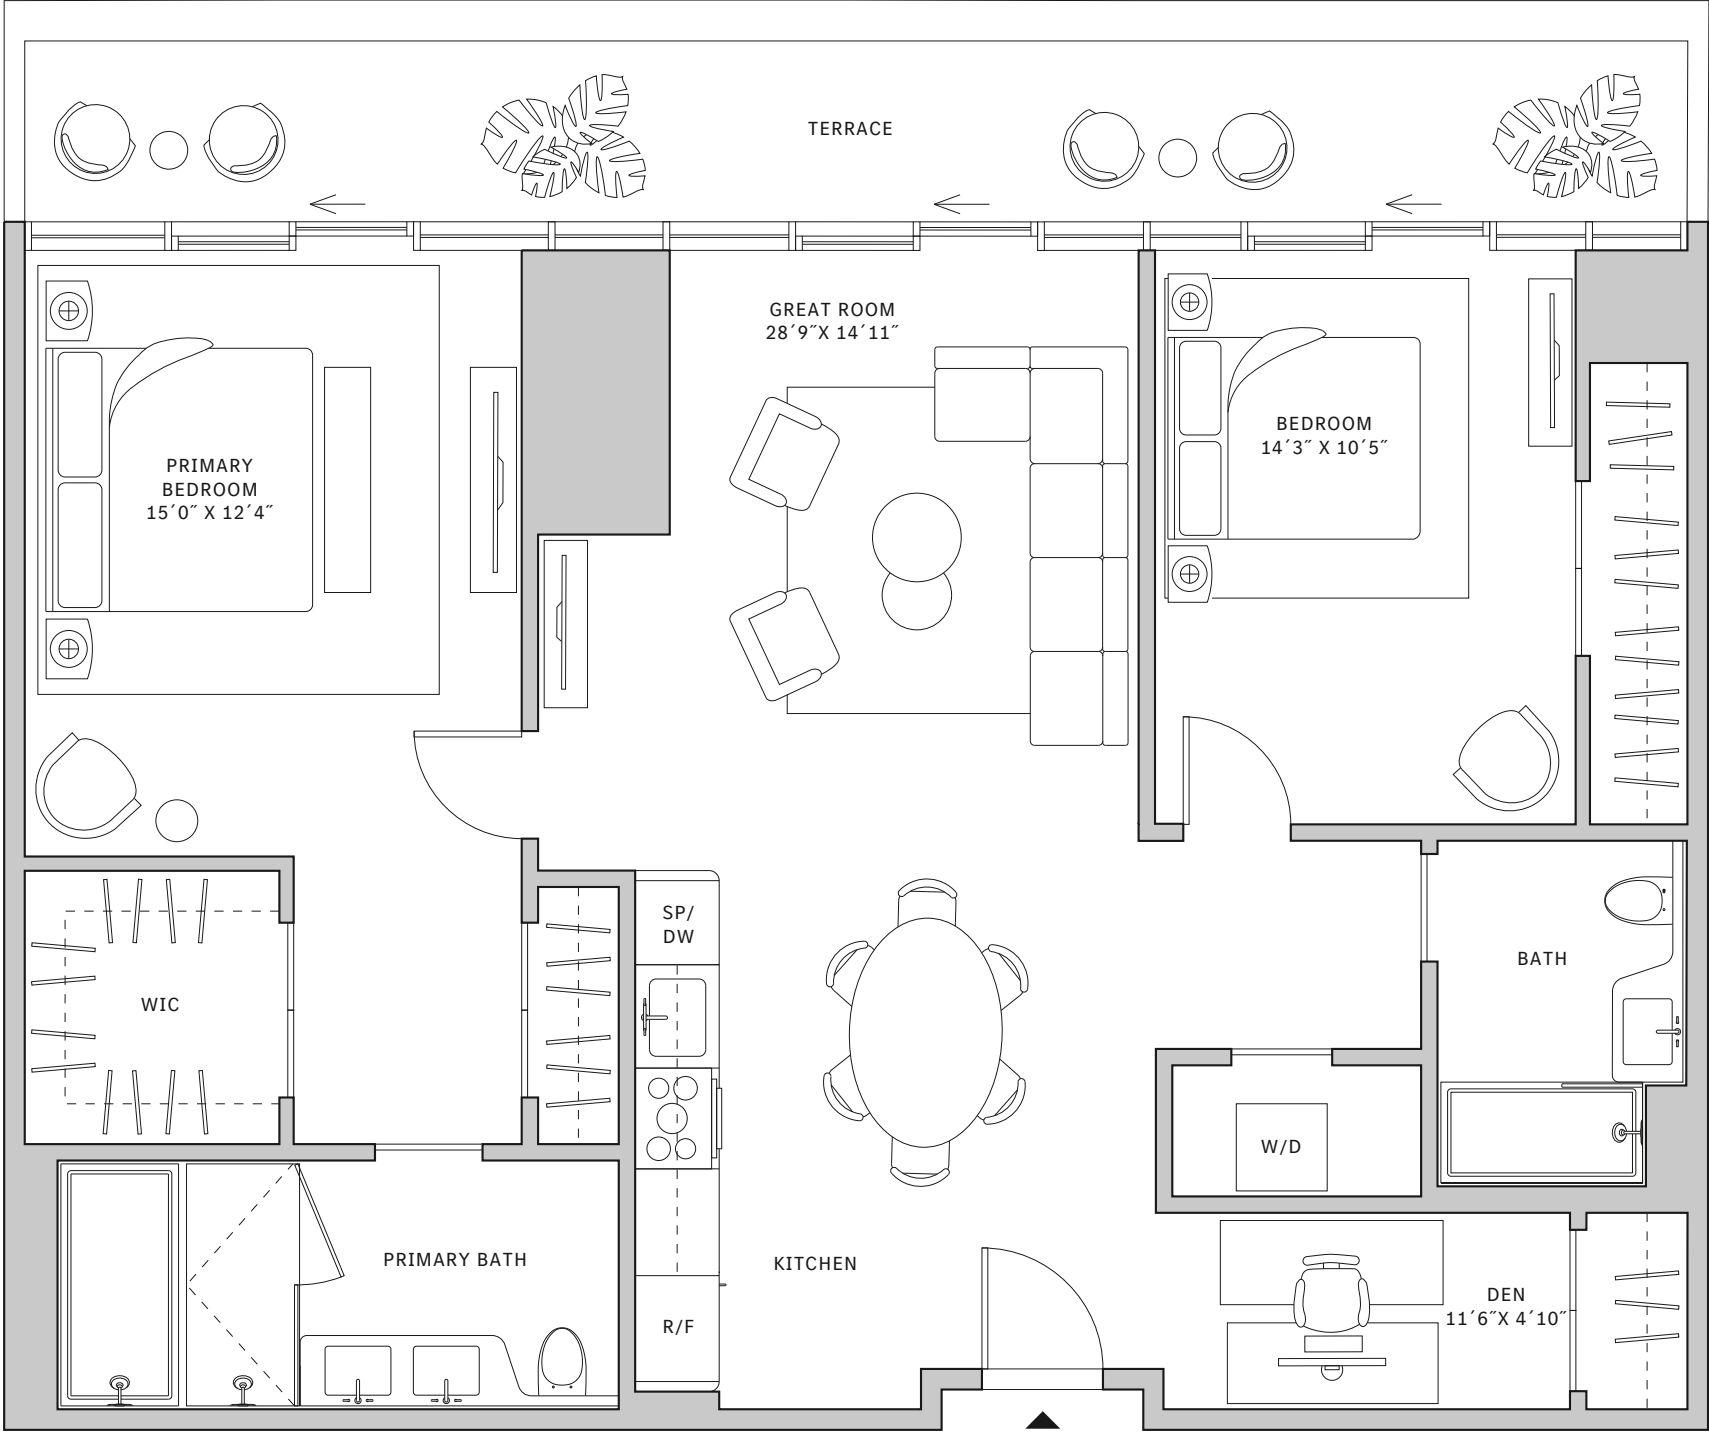 TERRACE
GREAT ROOM
28´9˝X 14´11˝
BEDROOM
14´3˝ X 10´5˝
PRIMARY
BEDROOM
15´0˝ X 12´4˝
SP/
DW
BATH
WIC
W/D
PRIMARY BATH
KITCHEN
DEN
11´6˝X 4´10˝
R/F